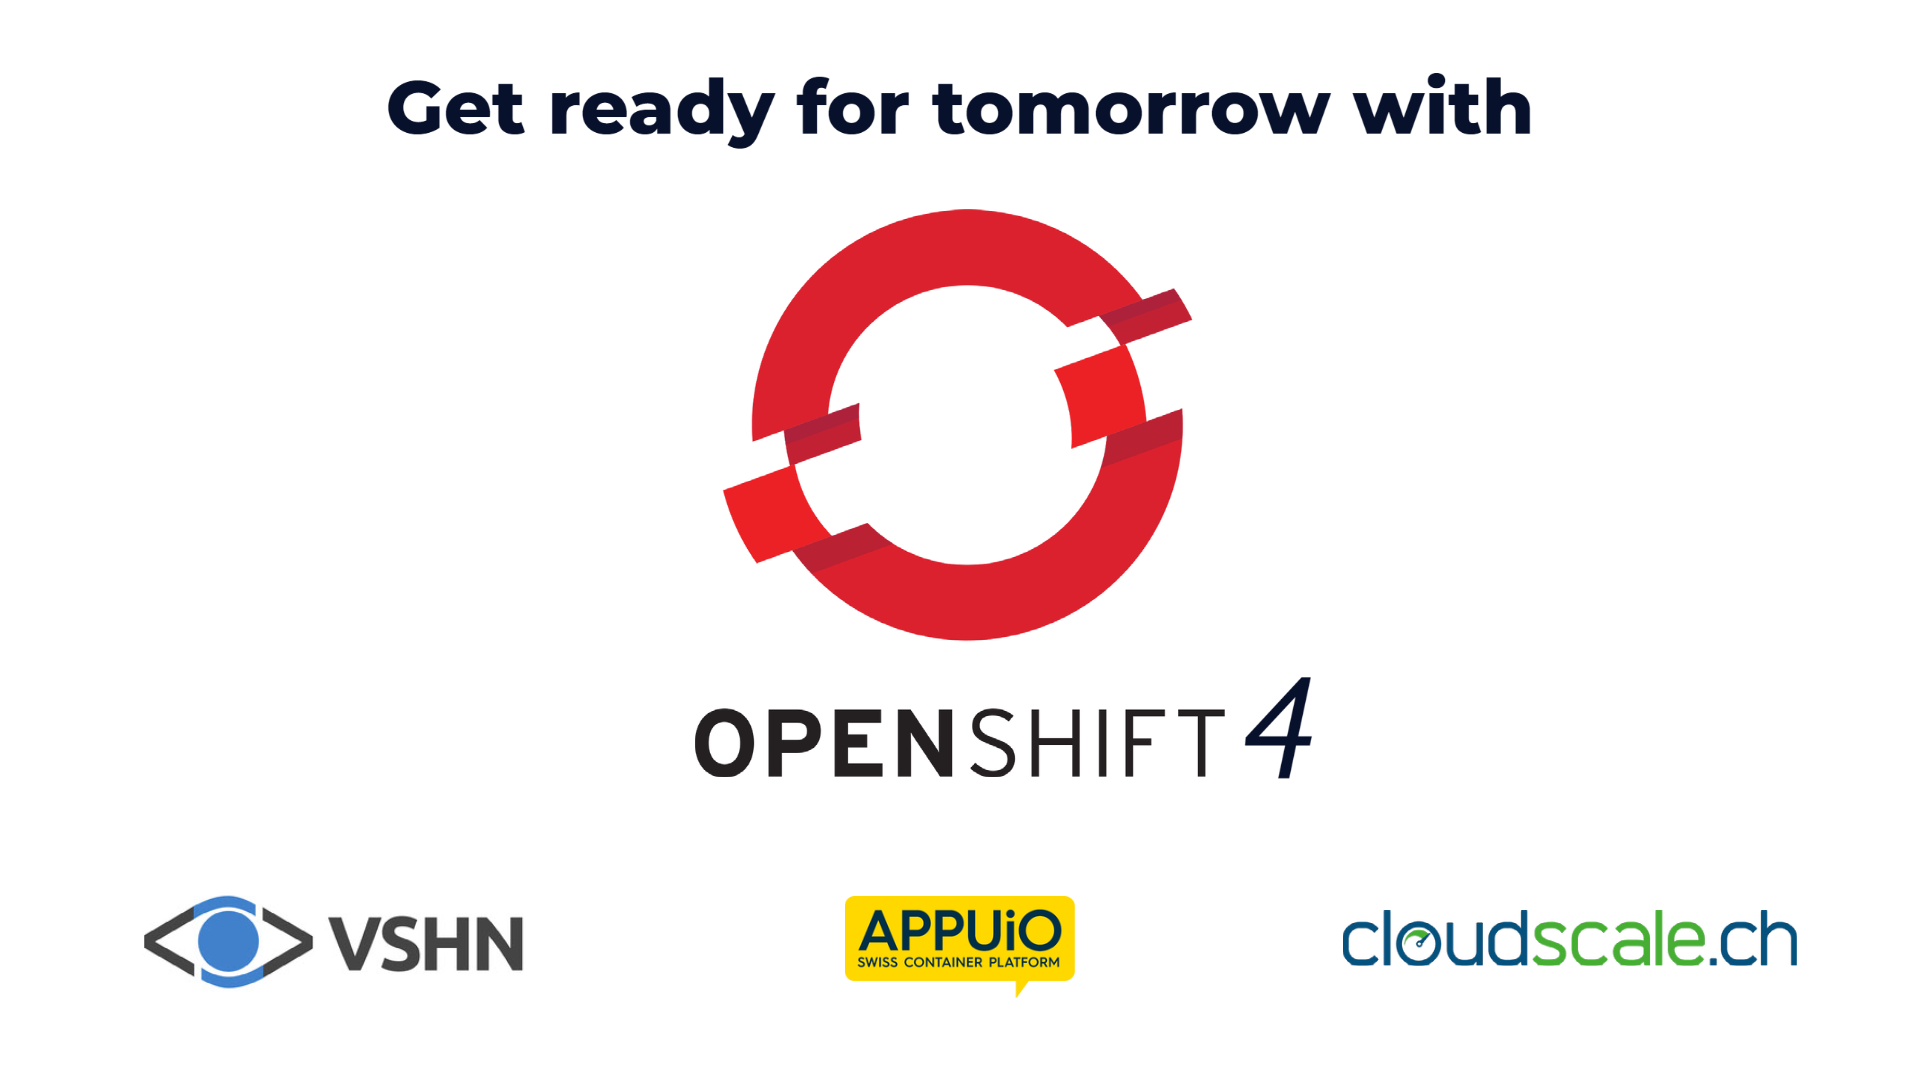 Get ready for tomorrow with
OPENSHIFT 4
VSHN
APPUiO
SWISS CONTAINER PLATFORM
cloudscale.ch